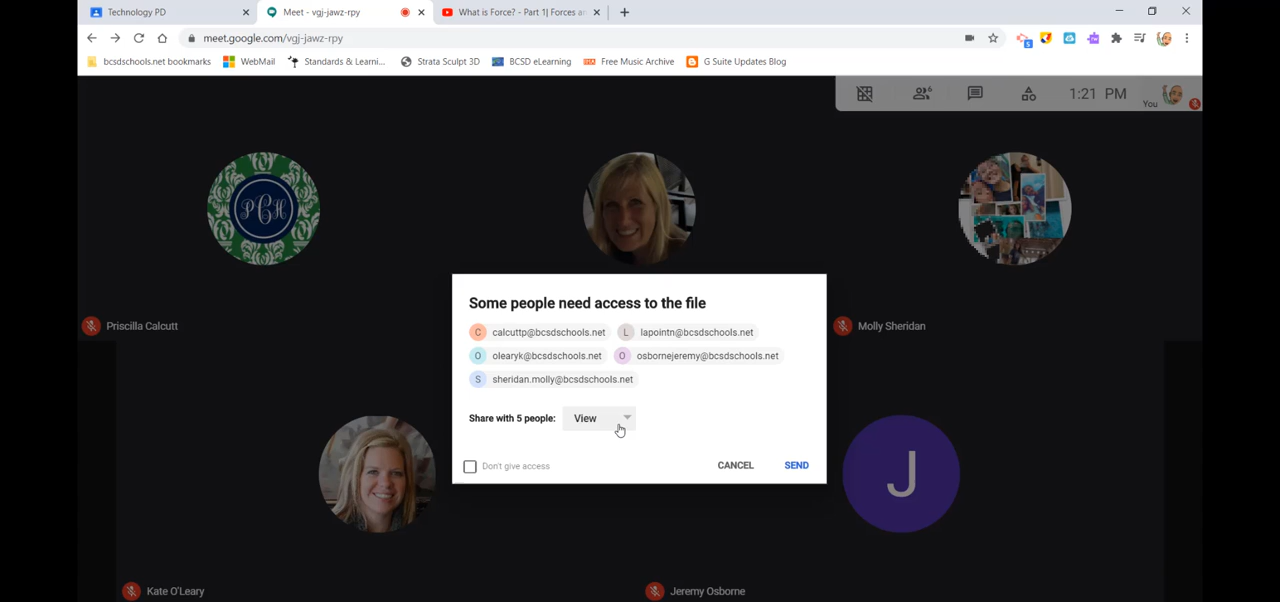 Technology PD
Meet - vgj-jawz-rpy
What is Force? - Part 1| Forces an
meet.google.com/vgj-jawz-rpy
5
bcsdschools.net bookmarks
WebMail
Standards & Learni...
Strata Sculpt 3D
BCSD eLearning
Free Music Archive
G Suite Updates Blog
6
1:21 PM
You
PCH
Some people need access to the file
C calcuttp@bcsdschools.net L lapointn@bcsdschools.net
O olearyk@bcsdschools.net O osbornejeremy@bcsdschools.net
S sheridan.molly@bcsdschools.net
Priscilla Calcutt
Molly Sheridan
Share with 5 people: View
Don't give access
CANCEL
SEND
J
Kate O'Leary
Jeremy Osborne